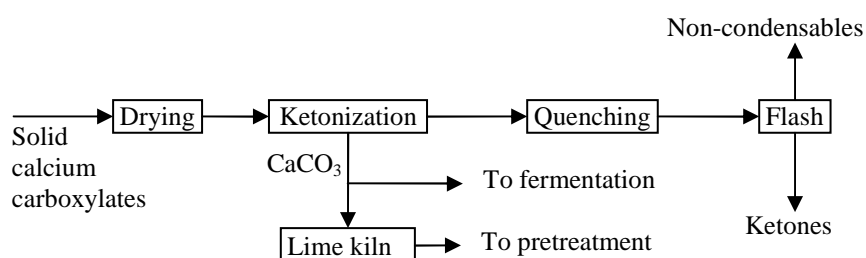 Non-condensables
Drying
Ketonization
Quenching
Flash
Solid
calcium
carboxylates
CaCO₃
To fermentation
Ketones
Lime kiln
To pretreatment